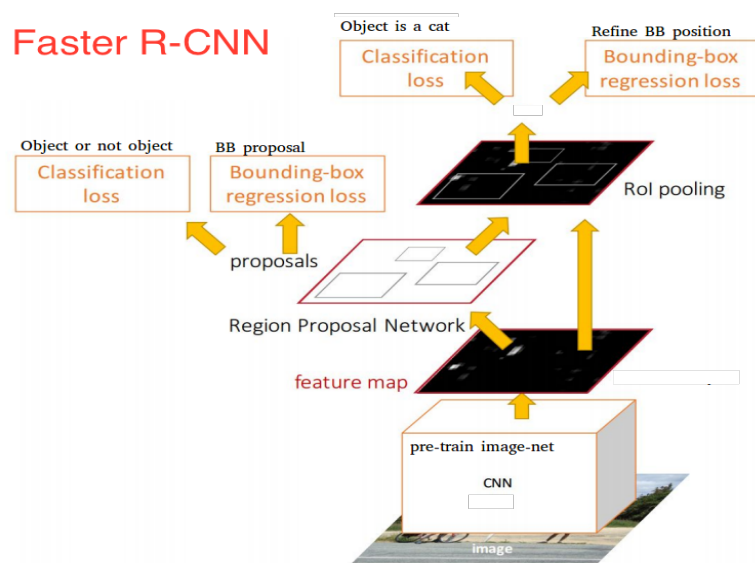 Faster R-CNN
Object is a cat
Classification
loss
Refine BB position
Bounding-box
regression loss
Object or not object
Classification
loss
BB proposal
Bounding-box
regression loss
RoI pooling
proposals
Region Proposal Network
feature map
pre-train image-net
CNN
image